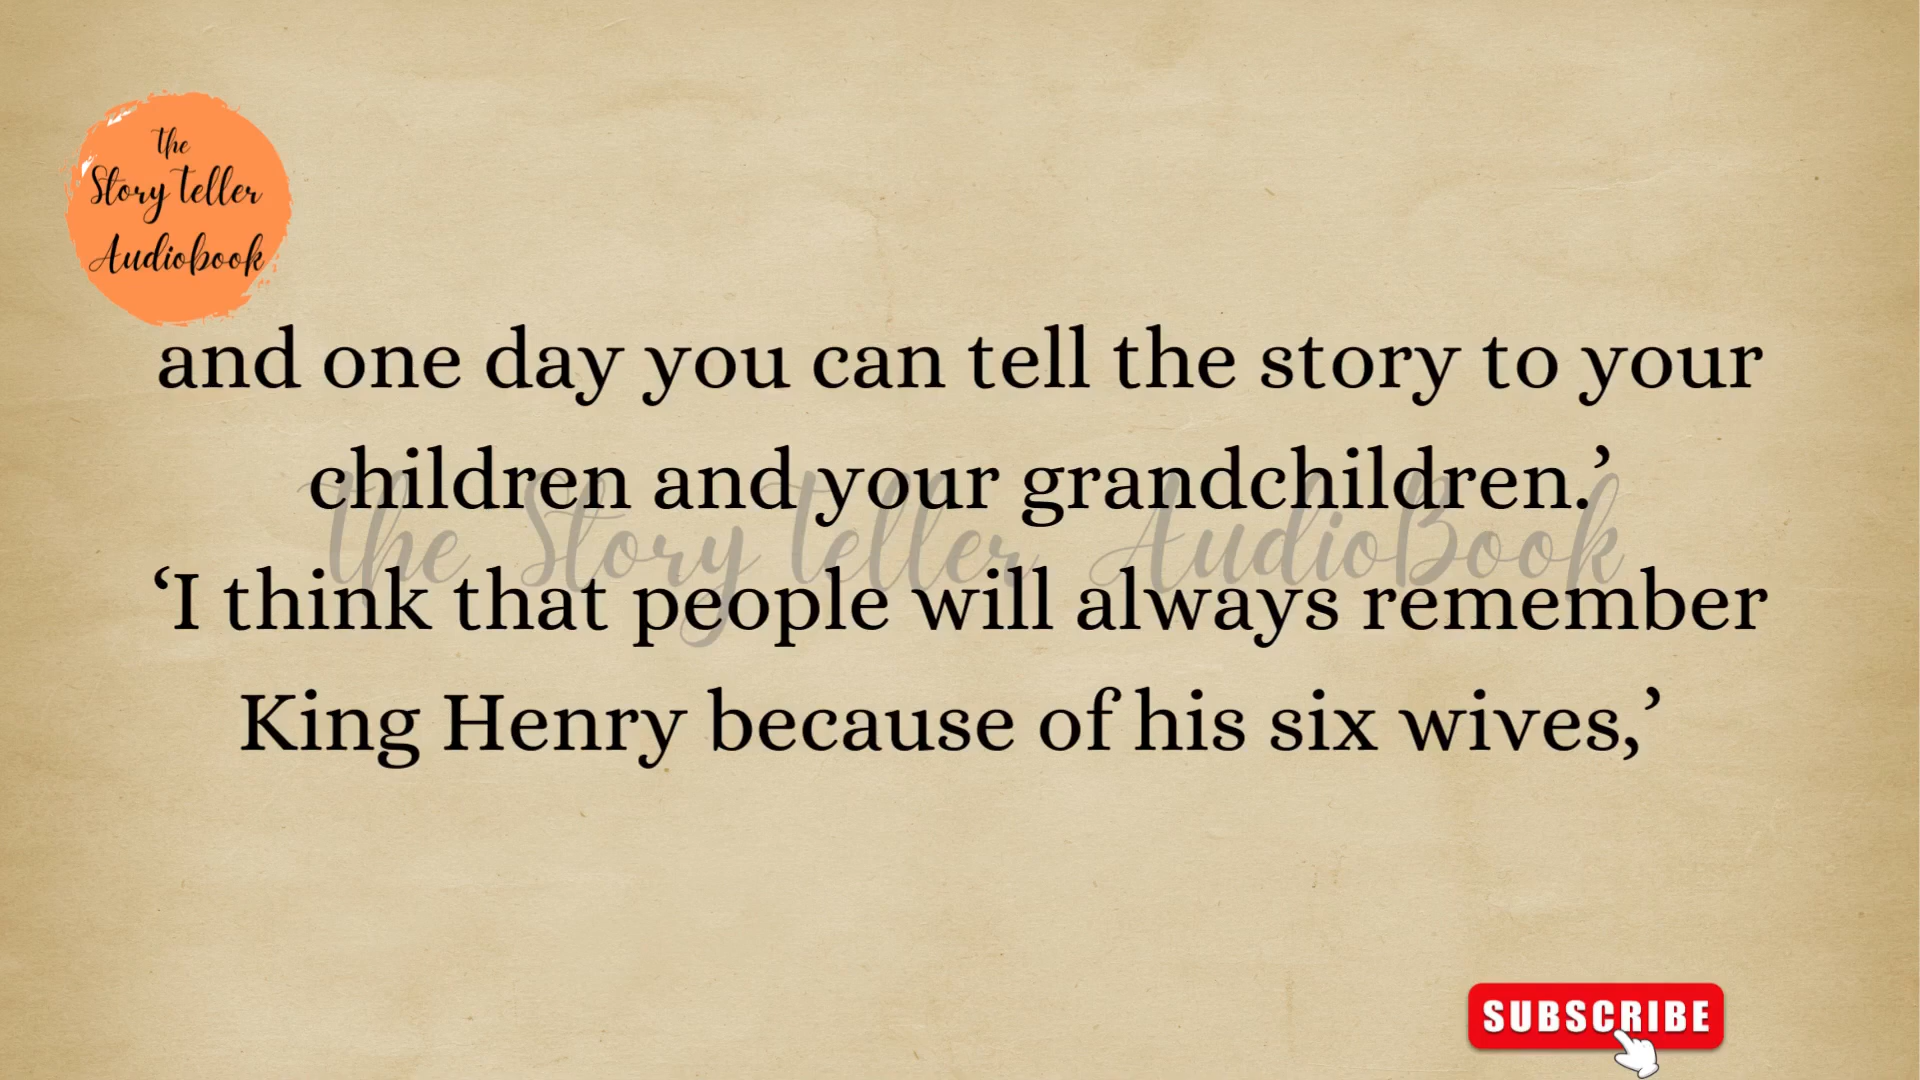 the
Story Teller
Audiobook
and one day you can tell the story to your
children and your grandchildren.’
the Story Teller AudioBook
‘I think that people will always remember
King Henry because of his six wives,’
SUBSCRIBE